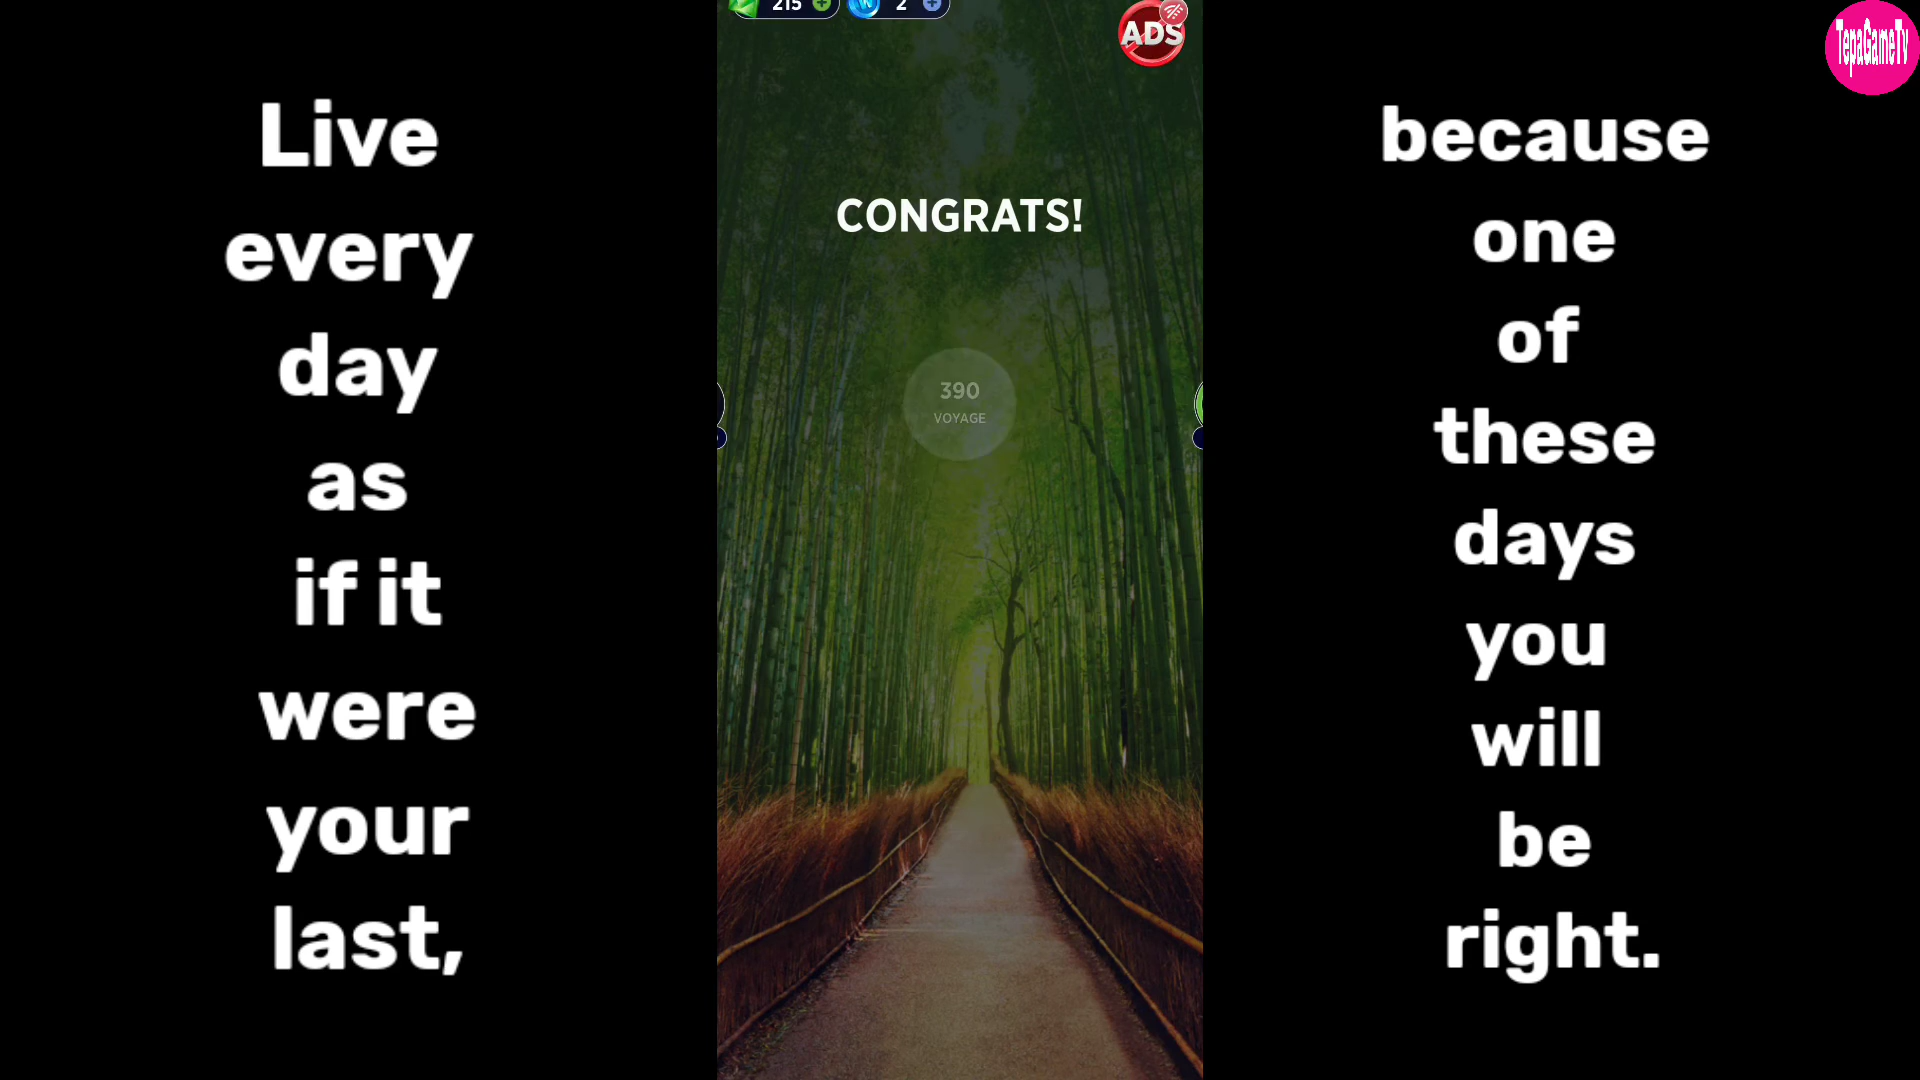 Live
every
day
as
if it
were
your
last,
215
2
ADS
CONGRATS!
390
VOYAGE
because
one
of
these
days
you
will
be
right.
TepaGameTv